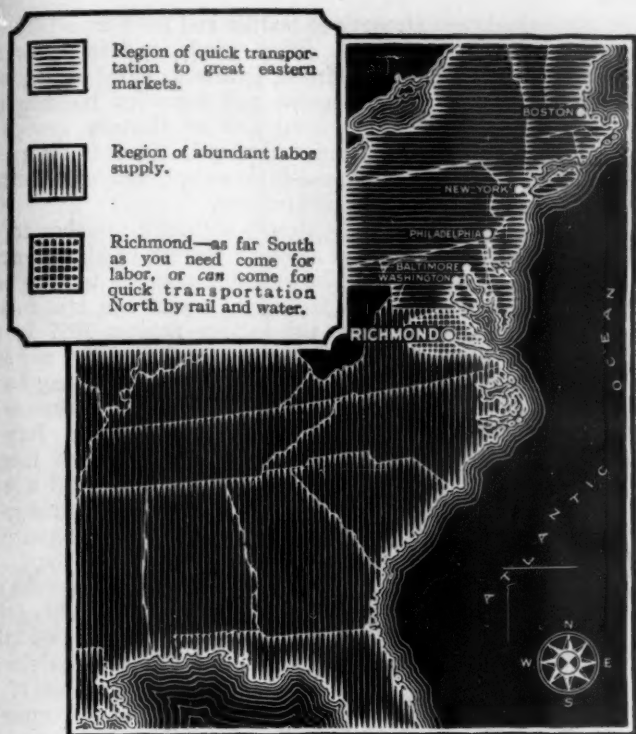 Region of quick transpor-
tation to great eastern
markets.
Region of abundant labor
supply.
Richmond—as far South
as you need come for
labor, or can come for
quick transportation
North by rail and water.
BOSTON
NEW YORK
PHILADELPHIA
BALTIMORE
WASHINGTON
RICHMOND
ATLANTIC OCEAN
N
W E
S